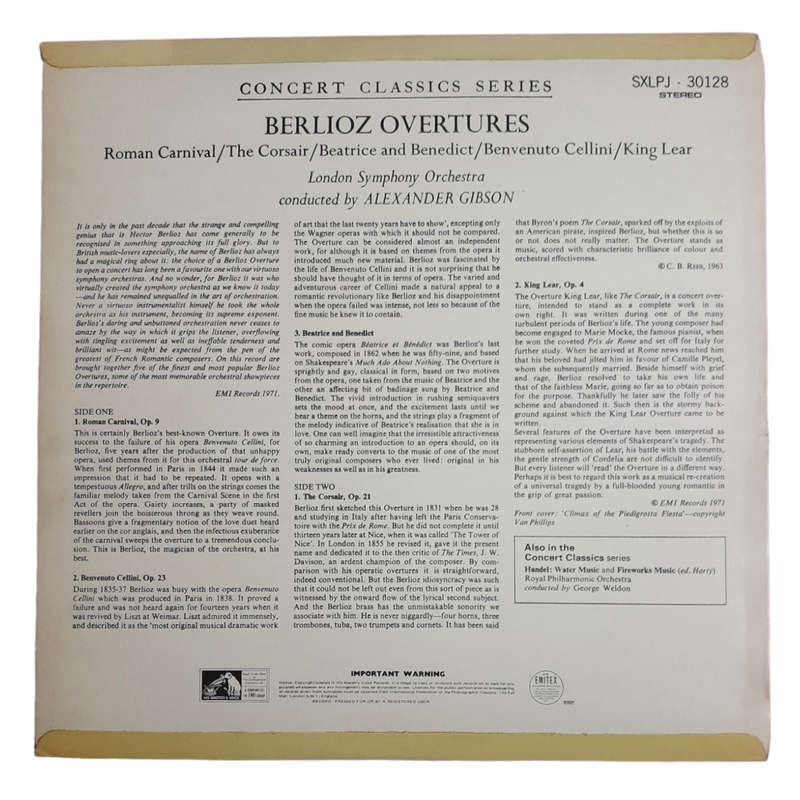 CONCERT CLASSICS SERIES
SXLPJ - 30128
STEREO
BERLIOZ OVERTURES
Roman Carnival/The Corsair/Beatrice and Benedict/Benvenuto Cellini/King Lear
London Symphony Orchestra
conducted by ALEXANDER GIBSON
It is only in the past decade that the strange and compelling
genius that is Hector Berlioz has come generally to be
recognised in something approaching its full glory. But to
British music-lovers especially, the name of Berlioz has always
had a magical ring about it: the choice of a Berlioz Overture
to open a concert has long been a favourite one with our virtuoso
symphony orchestras. And no wonder, for Berlioz it was who
virtually created the symphony orchestra as we know it today
—and he has remained unequalled in the art of orchestration.
Never a virtuoso instrumentalist himself he took the whole
orchestra as his instrument, becoming its supreme exponent.
Berlioz's daring and unbuttoned orchestration never ceases to
amaze by the way in which it grips the listener, overflowing
with tingling excitement as well as ineffable tenderness and
brilliant wit—as might be expected from the pen of the
greatest of French Romantic composers. On this record are
brought together five of the finest and most popular Berlioz
Overtures, some of the most memorable orchestral showpieces
in the repertoire.
EMI Records 1971.
SIDE ONE
1. Roman Carnival, Op. 9
This is certainly Berlioz's best-known Overture. It owes its
success to the failure of his opera Benvenuto Cellini, for
Berlioz, five years after the production of that unhappy
opera, used themes from it for this orchestral tour de force.
When first performed in Paris in 1844 it made such an
impression that it had to be repeated. It opens with a
tempestuous Allegro, and after trills on the strings comes the
familiar melody taken from the Carnival Scene in the first
Act of the opera. Gaiety increases, a party of masked
revellers join the boisterous throng as they weave round.
Bassoons give a fragmentary notion of the love duet heard
earlier on the cor anglais, and then the infectious exuberance
of the carnival sweeps the overture to a tremendous conclu-
sion. This is Berlioz, the magician of the orchestra, at his
best.
2. Benvenuto Cellini, Op. 23
During 1835-37 Berlioz was busy with the opera Benvenuto
Cellini which was produced in Paris in 1838. It proved a
failure and was not heard again for fourteen years when it
was revived by Liszt at Weimar. Liszt admired it immensely,
and described it as the 'most original musical dramatic work
of art that the last twenty years have to show', excepting only
the Wagner operas with which it should not be compared.
The Overture can be considered almost an independent
work, for although it is based on themes from the opera it
introduced much new material. Berlioz was fascinated by
the life of Benvenuto Cellini and it is not surprising that he
should have thought of it in terms of opera. The varied and
adventurous career of Cellini made a natural appeal to a
romantic revolutionary like Berlioz and his disappointment
when the opera failed was intense, not less so because of the
fine music he knew it to contain.
3. Beatrice and Benedict
The comic opera Béatrice et Bénédict was Berlioz's last
work, composed in 1862 when he was fifty-nine, and based
on Shakespeare's Much Ado About Nothing. The Overture is
sprightly and gay, classical in form, based on two motives
from the opera, one taken from the music of Beatrice and the
other an affecting bit of badinage sung by Beatrice and
Benedict. The vivid introduction in rushing semiquavers
sets the mood at once, and the excitement lasts until we
hear a theme on the horns, and the strings play a fragment of
the melody indicative of Beatrice's realisation that she is in
love. One can well imagine that the irresistible attractiveness
of so charming an introduction to an opera should, on its
own, make ready converts to the music of one of the most
truly original composers who ever lived: original in his
weaknesses as well as in his greatness.
SIDE TWO
1. The Corsair, Op. 21
Berlioz first sketched this Overture in 1831 when he was 28
and studying in Italy after having left the Paris Conserva-
toire with the Prix de Rome. But he did not complete it until
thirteen years later at Nice, when it was called 'The Tower of
Nice'. In London in 1855 he revised it, gave it the present
name and dedicated it to the then critic of The Times, J. W.
Davison, an ardent champion of the composer. By com-
parison with his operatic overtures it is straightforward,
indeed conventional. But the Berlioz idiosyncracy was such
that it could not be left out even from this sort of piece as is
witnessed by the onward flow of the lyrical second subject.
And the Berlioz brass has the unmistakable sonority we
associate with him. He is never niggardly—four horns, three
trombones, tuba, two trumpets and cornets. It has been said
that Byron's poem The Corsair, sparked off by the exploits of
an American pirate, inspired Berlioz, but whether this is so
or not does not really matter. The Overture stands as
music, scored with characteristic brilliance of colour and
orchestral effectiveness.
© C. B. Rees, 1963
2. King Lear, Op. 4
The Overture King Lear, like The Corsair, is a concert over-
ture, intended to stand as a complete work in its
own right. It was written during one of the many
turbulent periods of Berlioz's life. The young composer had
become engaged to Marie Mocke, the famous pianist, when
he won the coveted Prix de Rome and set off for Italy for
further study. When he arrived at Rome news reached him
that his beloved had jilted him in favour of Camille Pleyel,
whom she subsequently married. Beside himself with grief
and rage, Berlioz resolved to take his own life and
that of the faithless Marie, going so far as to obtain poison
for the purpose. Thankfully he later saw the folly of his
scheme and abandoned it. Such then is the stormy back-
ground against which the King Lear Overture came to be
written.
Several features of the Overture have been interpreted as
representing various elements of Shakespeare's tragedy. The
stubborn self-assertion of Lear, his battle with the elements,
the gentle strength of Cordelia are not difficult to identify.
But every listener will 'read' the Overture in a different way.
Perhaps it is best to regard this work as a musical re-creation
of a universal tragedy by a full-blooded young romantic in
the grip of great passion.
© EMI Records 1971
Front cover: 'Climax of the Piedigrotta Fiesta'—copyright
Van Phillips
Also in the
Concert Classics series
Handel: Water Music and Fireworks Music (ed. Harty)
Royal Philharmonic Orchestra
conducted by George Weldon
IMPORTANT WARNING
EMITEX